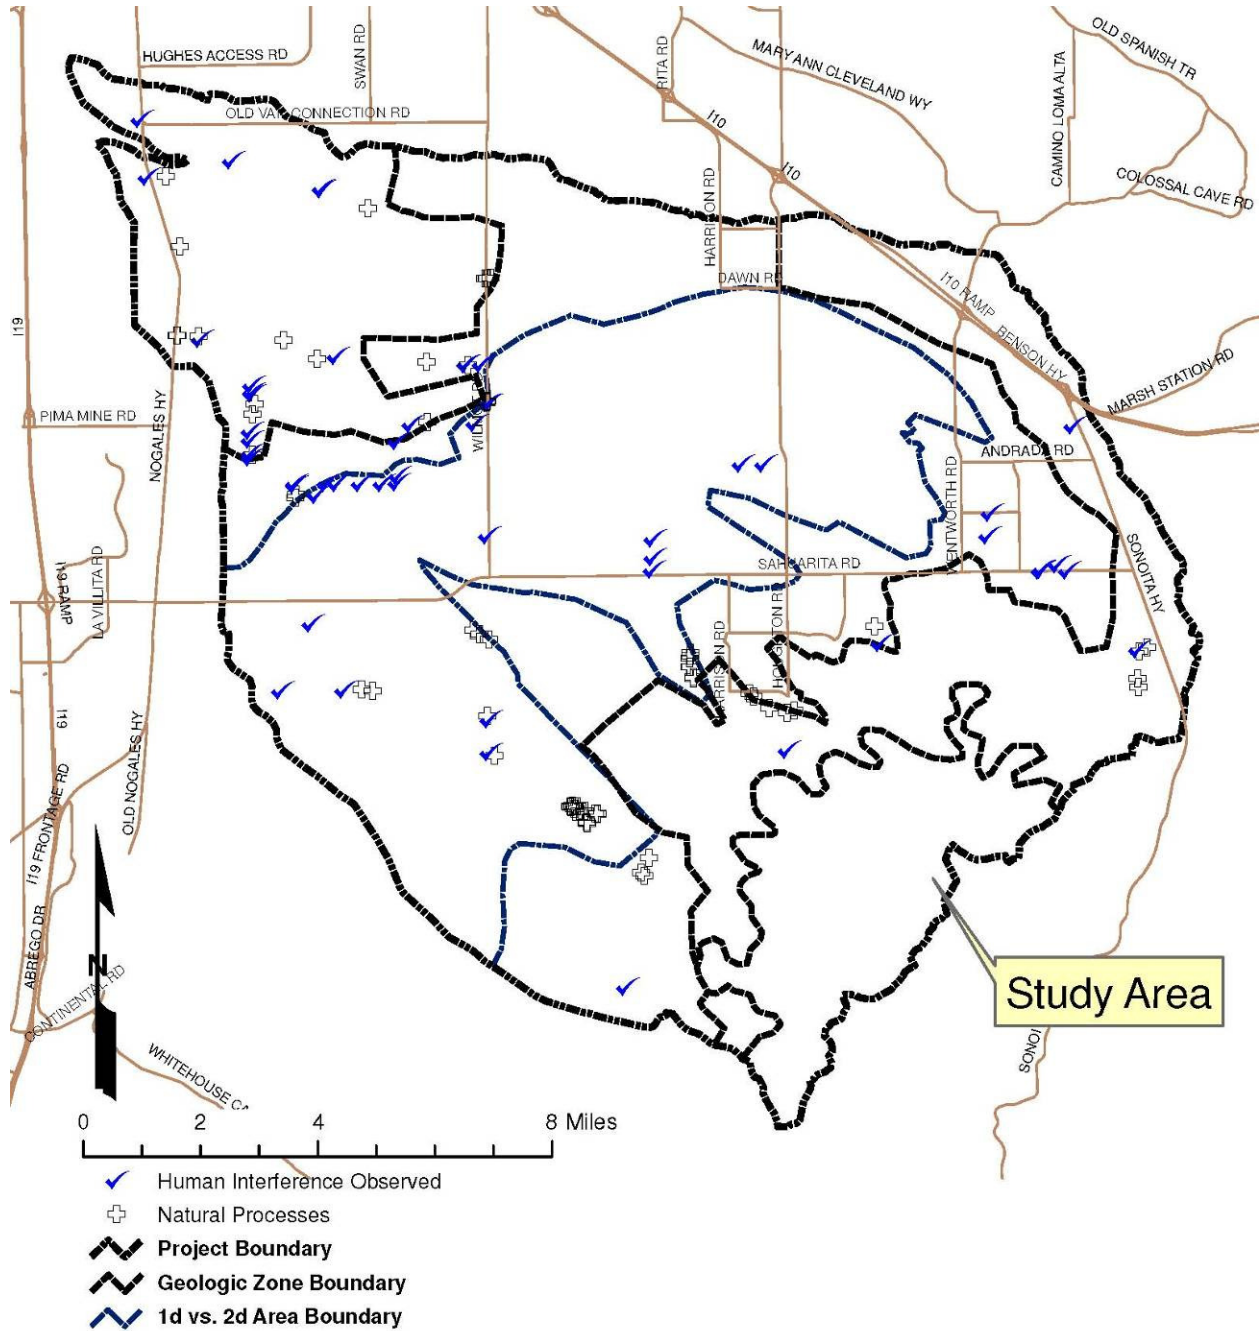 HUGHES ACCESS RD
SWAN RD
RITA RD
MARY ANN CLEVELAND WY
OLD SPANISH TR
CAMINO LOMA ALTA
COLOSSAL CAVE RD
OLD VAIL CONNECTION RD
I10
I10
HARRISON RD
DAWN RD
I10 RAMP
BENSON HY
MARSH STATION RD
I19
PIMA MINE RD
NOGALES HY
ANDRADA RD
WENTWORTH RD
SAHUARITA RD
SONOITA HY
I19 RAMP
LA VILLITA RD
HOUGHTON RD
HARRISON RD
I19
OLD NOGALES HY
I19 FRONTAGE RD
ABREGO DR
N
CONTINENTAL RD
WHITEHOUSE CA
Study Area
SONOI
0 2 4 8 Miles
Human Interference Observed
Natural Processes
Project Boundary
Geologic Zone Boundary
1d vs. 2d Area Boundary